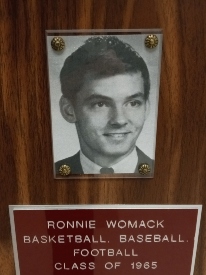 RONNIE WOMACK
BASKETBALL, BASEBALL,
FOOTBALL
CLASS OF 1965